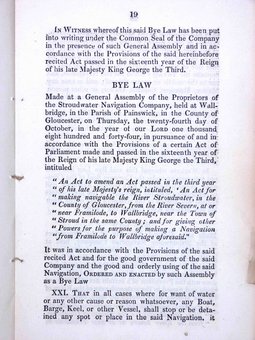 19
IN WITNESS whereof this said Bye Law has been put
into writing under the Common Seal of the Company
in the presence of such General Assembly and in ac-
cordance with the Provisions of the said hereinbefore
recited Act passed in the sixteenth year of the Reign
of his late Majesty King George the Third.
BYE LAW
Made at a General Assembly of the Proprietors of
the Stroudwater Navigation Company, held at Wall-
bridge, in the Parish of Painswick, in the County of
Gloucester, on Thursday, the twenty-fourth day of
October, in the year of our LORD one thousand
eight hundred and forty-four, in pursuance of and in
accordance with the Provisions of a certain Act of
Parliament made and passed in the sixteenth year of
the Reign of his late Majesty King George the Third,
intituled
"An Act to amend an Act passed in the third year
"of his late Majesty's reign, intituled, 'An Act for
"making navigable the River Stroudwater, in the
"County of Gloucester, from the River Severn, at or
"near Framilode, to Wallbridge, near the Town of
"Stroud in the same County; and for giving other
"Powers for the purpose of making a Navigation
"from Framilode to Wallbridge aforesaid."
It was in accordance with the Provisions of the said
recited Act and for the good government of the said
Company and the good and orderly using of the said
Navigation, ORDERED AND ENACTED by such Assembly
as a Bye Law
XXI. THAT in all cases where for want of water
or any other cause or reason whatsoever, any Boat,
Barge, Keel, or other Vessel, shall stop or be detai-
ned any spot or place in the said Navigation, it